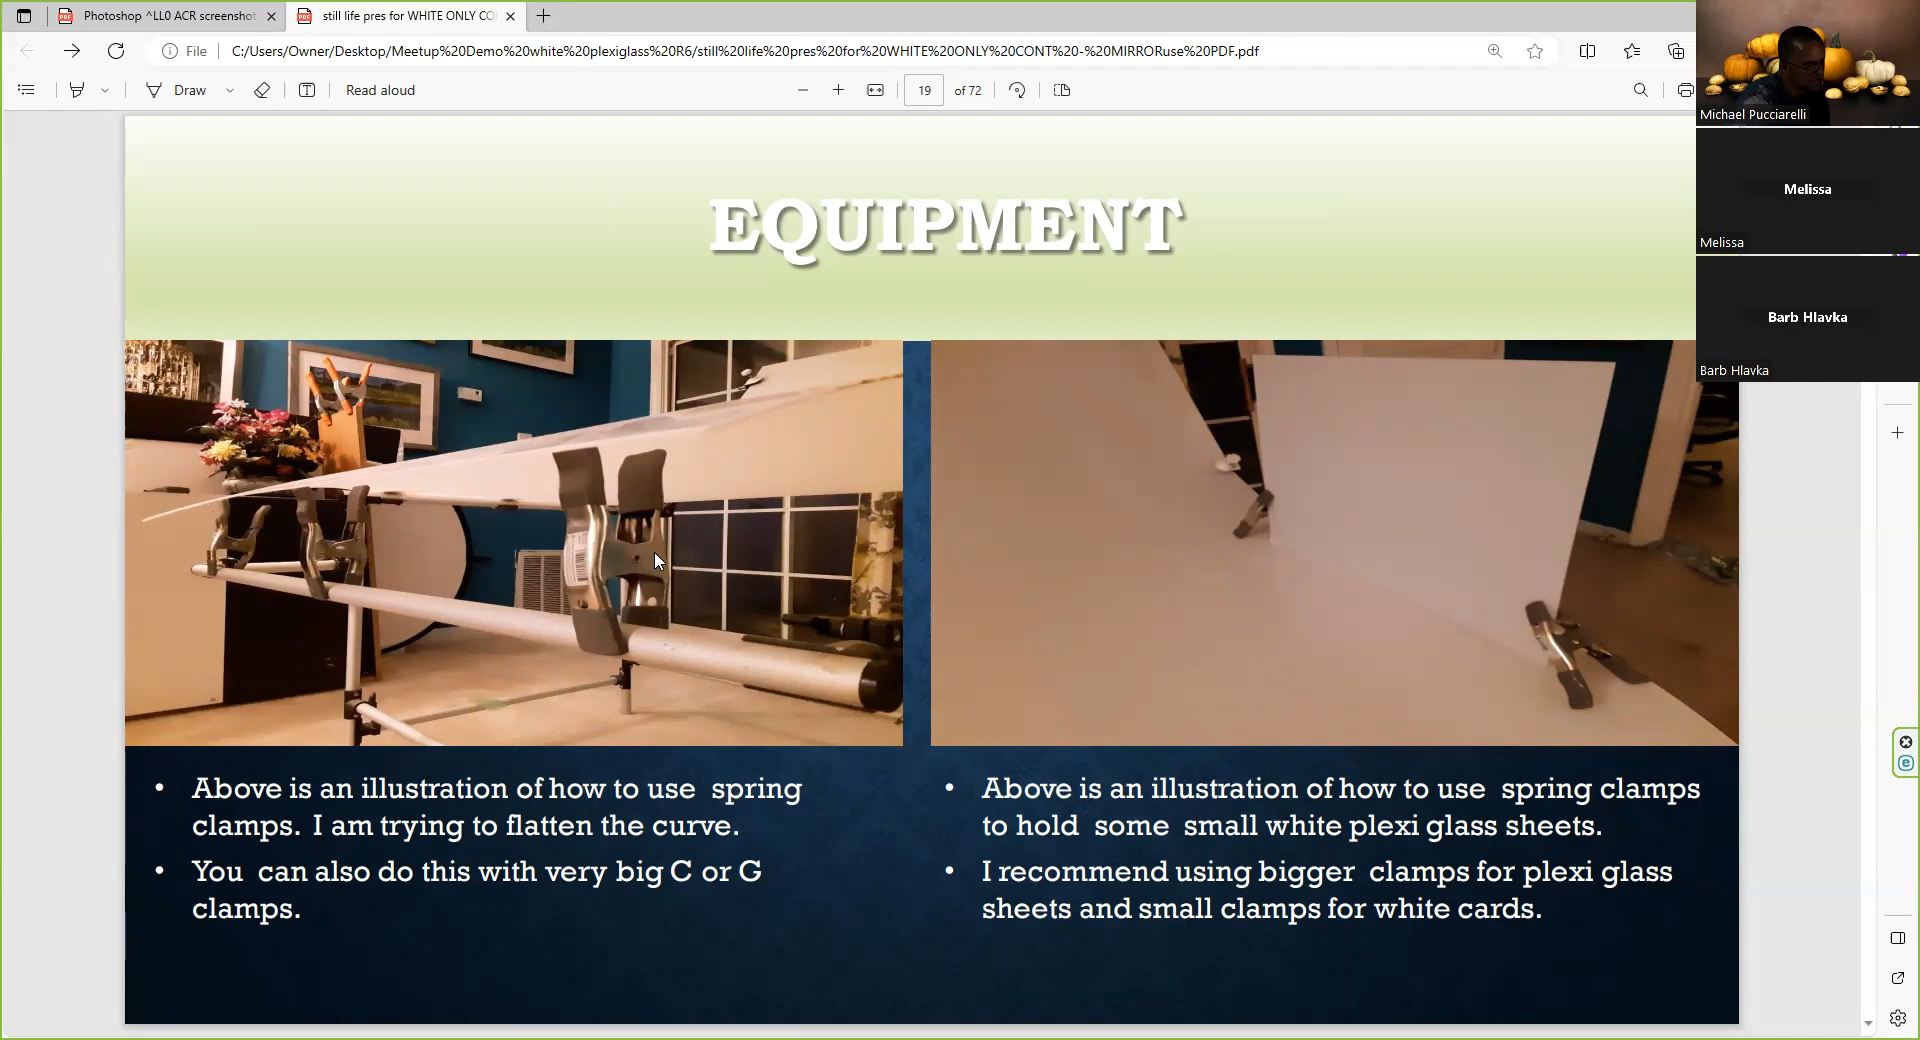 Photoshop ^LL0 ACR screenshot
still life pres for WHITE ONLY CO
File
C:/Users/Owner/Desktop/Meetup%20Demo%20white%20plexiglass%20R6/still%20life%20pres%20for%20WHITE%20ONLY%20CONT%20-%20MIRRORuse%20PDF.pdf
Draw
Read aloud
19
of 72
Michael Pucciarelli
Melissa
Melissa
Barb Hlavka
Barb Hlavka
EQUIPMENT
• Above is an illustration of how to use spring
clamps. I am trying to flatten the curve.
• You can also do this with very big C or G
clamps.
• Above is an illustration of how to use spring clamps
to hold some small white plexi glass sheets.
• I recommend using bigger clamps for plexi glass
sheets and small clamps for white cards.